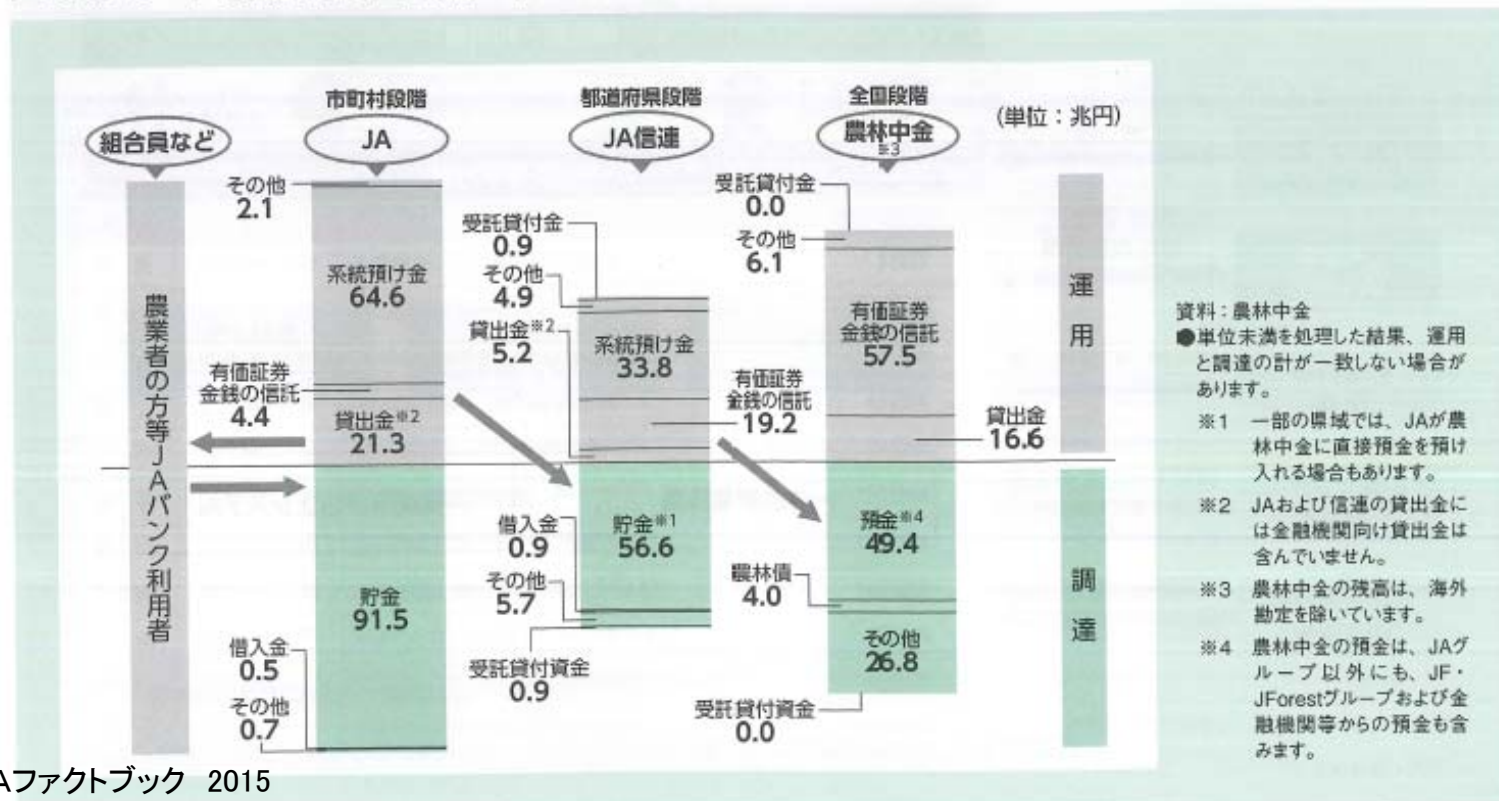 市町村段階
都道府県段階
全国段階
(単位：兆円)
組合員など
JA
JA信連
農林中金
※3
その他
2.1
系統預け金
64.6
有価証券
金銭の信託
4.4
貸出金※2
21.3
貯金
91.5
借入金
0.5
その他
0.7
農業者の方等JAバンク利用者
受託貸付金
0.9
その他
4.9
貸出金※2
5.2
系統預け金
33.8
有価証券
金銭の信託
19.2
貯金※1
56.6
借入金
0.9
その他
5.7
受託貸付資金
0.9
受託貸付金
0.0
その他
6.1
有価証券
金銭の信託
57.5
貸出金
16.6
預金※4
49.4
農林債
4.0
その他
26.8
受託貸付資金
0.0
運用
調達
資料：農林中金
●単位未満を処理した結果、運用
と調達の計が一致しない場合が
あります。
※1 一部の県域では、JAが農
林中金に直接預金を預け
入れる場合もあります。
※2 JAおよび信連の貸出金に
は金融機関向け貸出金は
含んでいません。
※3 農林中金の残高は、海外
勘定を除いています。
※4 農林中金の預金は、JAグ
ループ以外にも、JF・
JForestグループおよび金
融機関等からの預金も含
みます。
Aファクトブック 2015